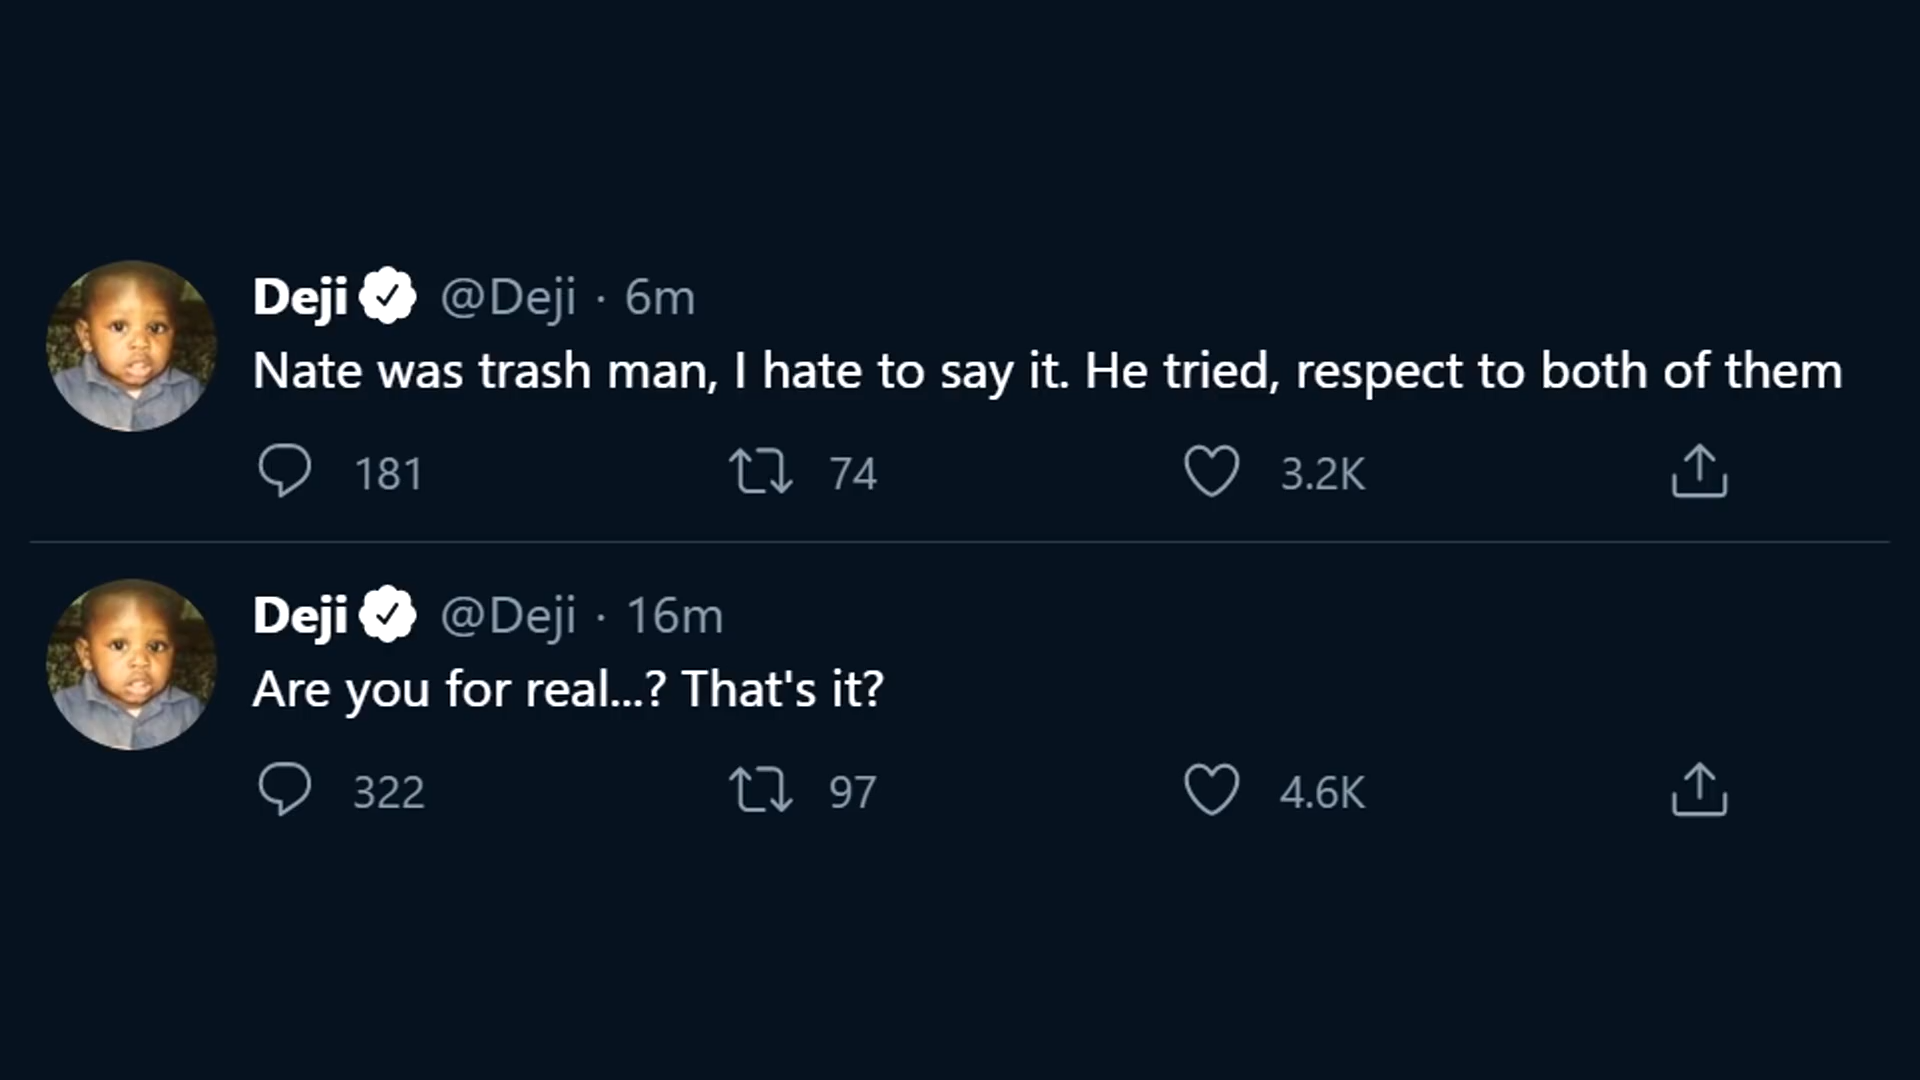 Deji @Deji · 6m
Nate was trash man, I hate to say it. He tried, respect to both of them
181 74 3.2K
Deji @Deji · 16m
Are you for real...? That's it?
322 97 4.6K